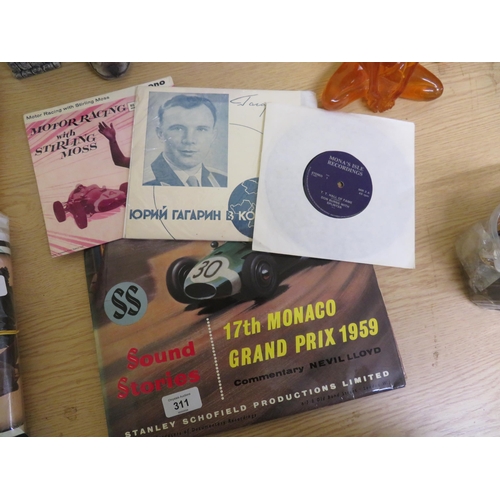 Motor Racing with Stirling Moss
MOTOR RACING
with
STIRLING
MOSS
ЮРИЙ ГАГАРИН В КО
MONA'S ISLE
RECORDINGS
30
SS
Sound
Stories
17th MONACO
GRAND PRIX 1959
Commentary NEVIL LLOYD
311
STANLEY SCHOFIELD PRODUCTIONS LIMITED